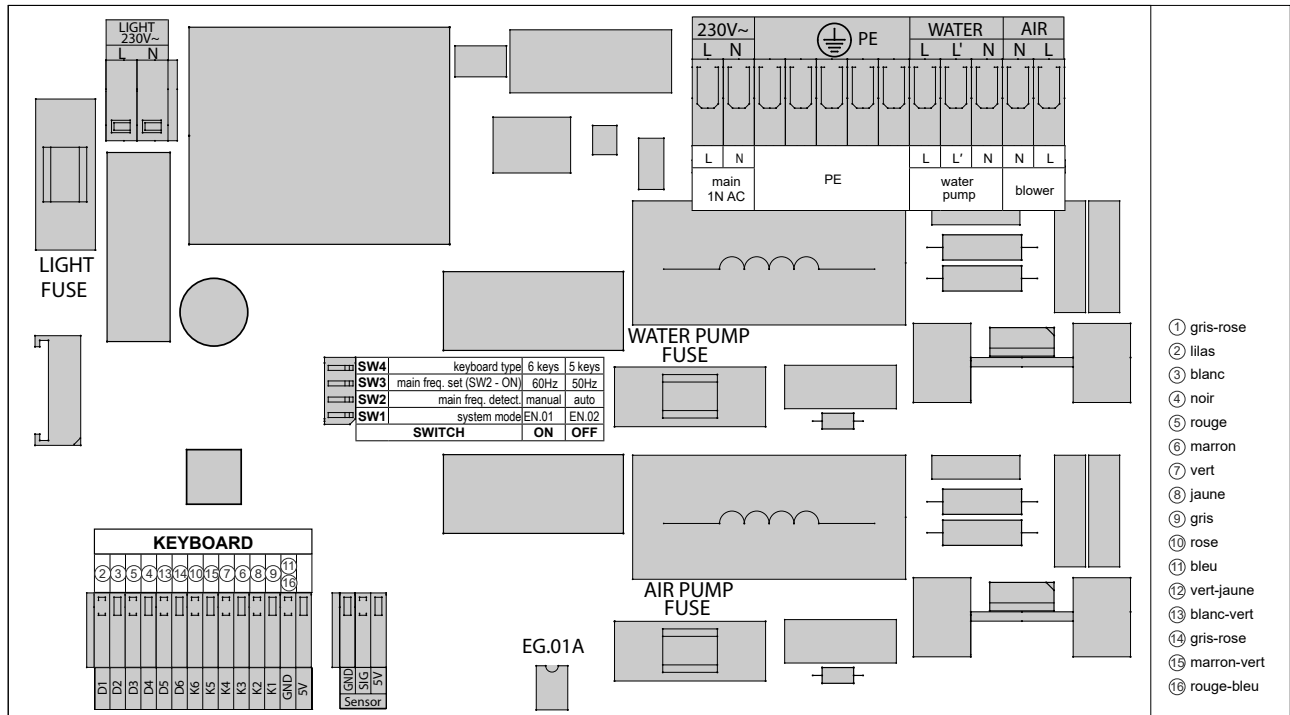 LIGHT
230V~
L N
230V~ PE WATER AIR
L N L L' N N L
L N L L' N N L
main
1N AC
PE
water
pump
blower
LIGHT
FUSE
WATER PUMP
FUSE
SW4 keyboard type 6 keys 5 keys
SW3 main freq. set (SW2 - ON) 60Hz 50Hz
SW2 main freq. detect. manual auto
SW1 system mode EN.01 EN.02
SWITCH ON OFF
KEYBOARD
2 3 5 4 13 14 10 15 7 6 8 9 11
16
D1 D2 D3 D4 D5 D6 K6 K5 K4 K3 K2 K1 GND 5V
GND SIG 5V
Sensor
EG.01A
AIR PUMP
FUSE
1 gris-rose
2 lilas
3 blanc
4 noir
5 rouge
6 marron
7 vert
8 jaune
9 gris
10 rose
11 bleu
12 vert-jaune
13 blanc-vert
14 gris-rose
15 marron-vert
16 rouge-bleu